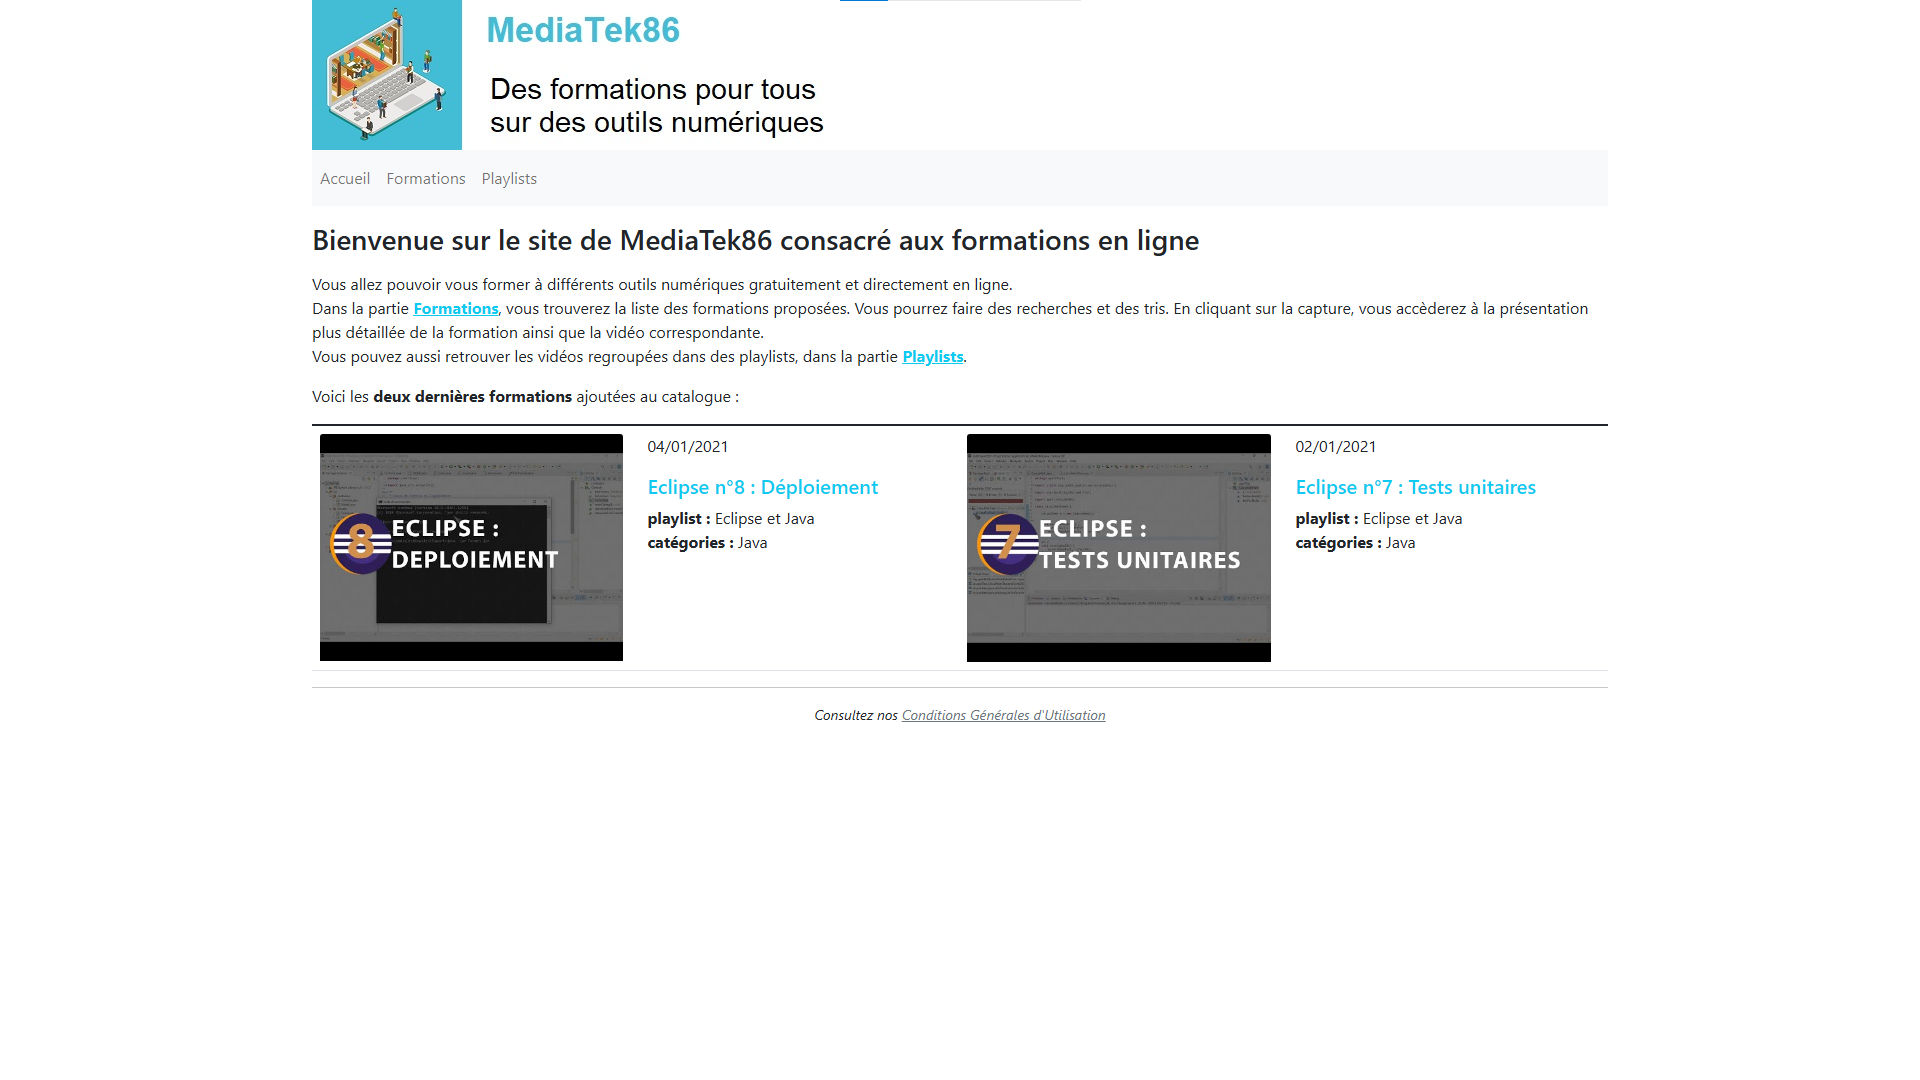 MediaTek86
Des formations pour tous
sur des outils numériques
Accueil Formations Playlists
Bienvenue sur le site de MediaTek86 consacré aux formations en ligne
Vous allez pouvoir vous former à différents outils numériques gratuitement et directement en ligne.
Dans la partie Formations, vous trouverez la liste des formations proposées. Vous pourrez faire des recherches et des tris. En cliquant sur la capture, vous accèderez à la présentation
plus détaillée de la formation ainsi que la vidéo correspondante.
Vous pouvez aussi retrouver les vidéos regroupées dans des playlists, dans la partie Playlists.
Voici les deux dernières formations ajoutées au catalogue :
8 ECLIPSE :
DEPLOIEMENT
04/01/2021
Eclipse n°8 : Déploiement
playlist : Eclipse et Java
catégories : Java
7 ECLIPSE :
TESTS UNITAIRES
02/01/2021
Eclipse n°7 : Tests unitaires
playlist : Eclipse et Java
catégories : Java
Consultez nos Conditions Générales d'Utilisation